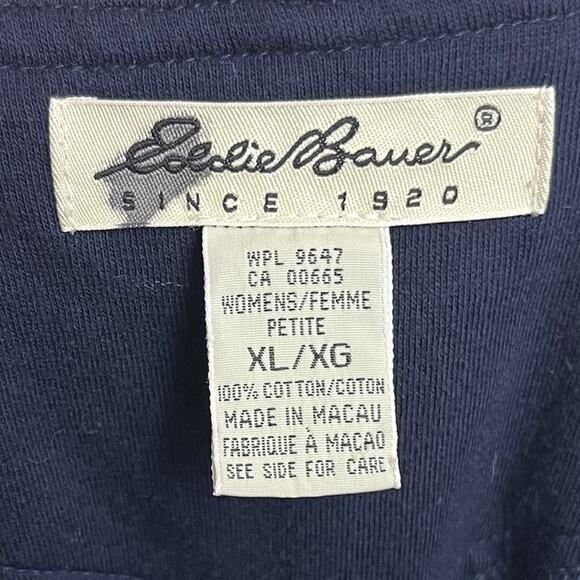 Eddie Bauer®
SINCE 1920
WPL 9647
CA 00665
WOMENS/FEMME
PETITE
XL/XG
100% COTTON/COTON
MADE IN MACAU
FABRIQUE À MACAO
SEE SIDE FOR CARE